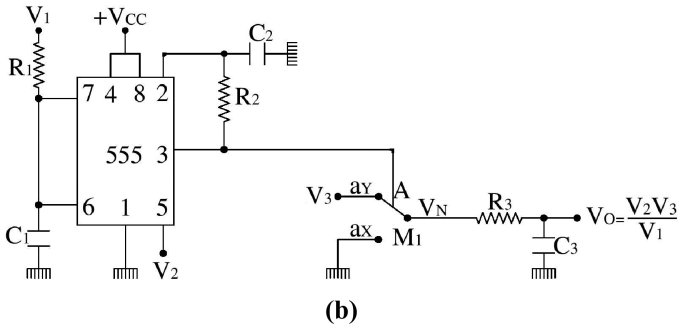 V1
+VCC
C2
R1
7 4 8 2
R2
555 3
6 1 5
C1
V2
V3
aY
A
VN
R3
VO=V2V3/V1
aX
M1
C3
(b)